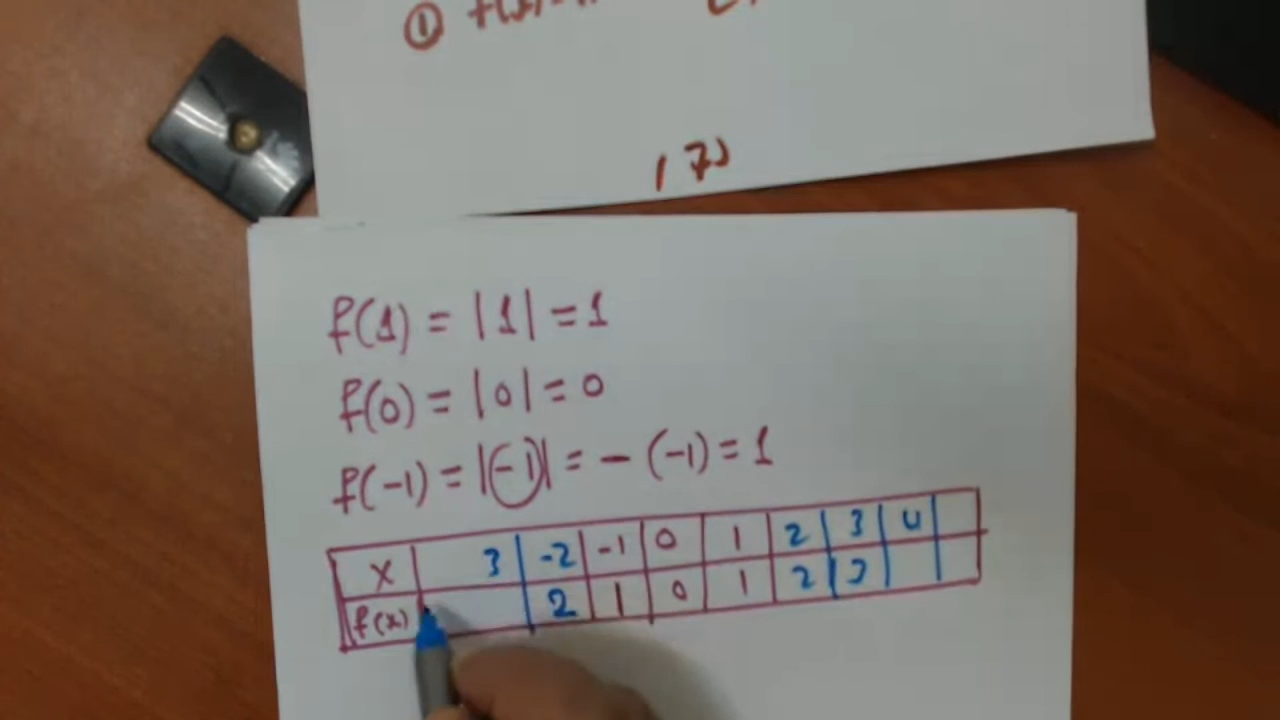 ①
f(1) = |1| = 1
f(0) = |0| = 0
f(-1) = |-1| = - (-1) = 1
x 3 -2 -1 0 1 2 3 4
f(x) 2 1 0 1 2 3